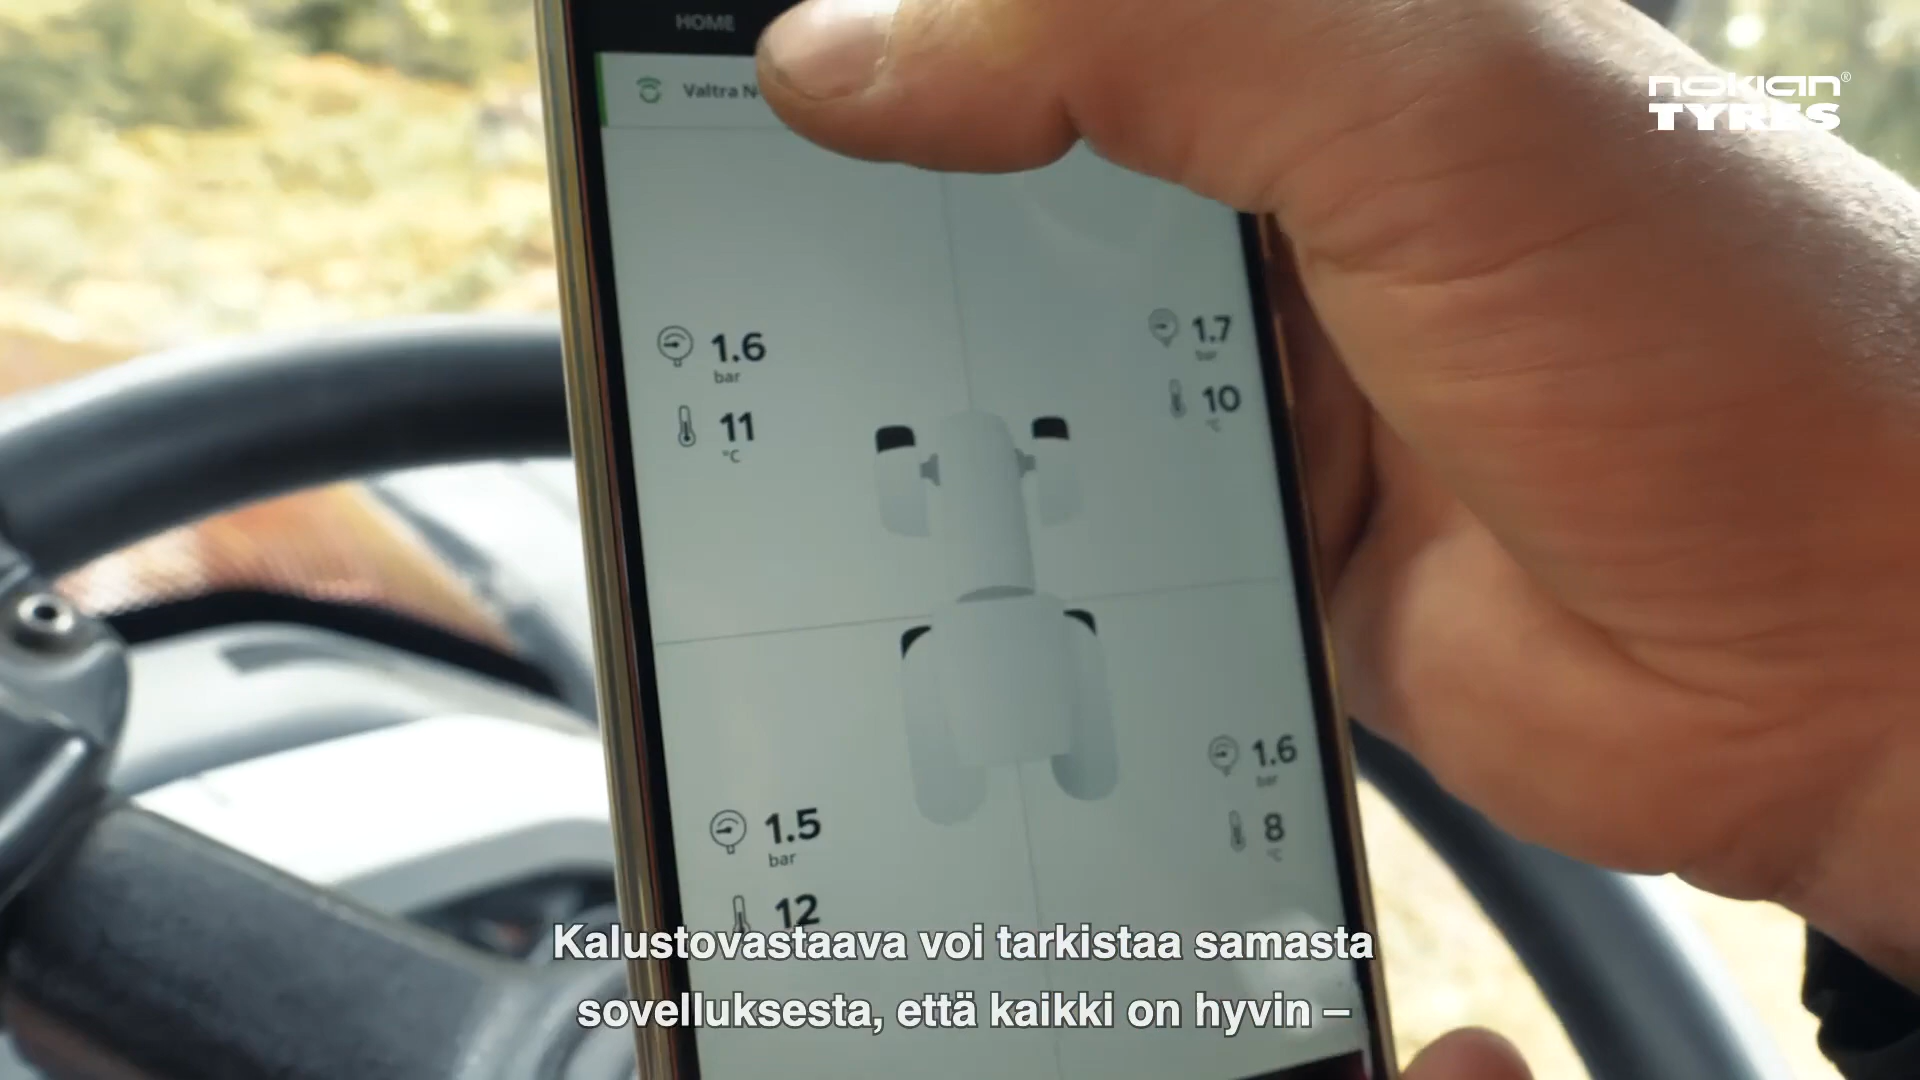 HOME
Valtra N
nokian®
TYRES
1.6
bar
11
°C
1.7
bar
10
°C
1.5
bar
12
1.6
bar
8
°C
Kalustovastaava voi tarkistaa samasta
sovelluksesta, että kaikki on hyvin –